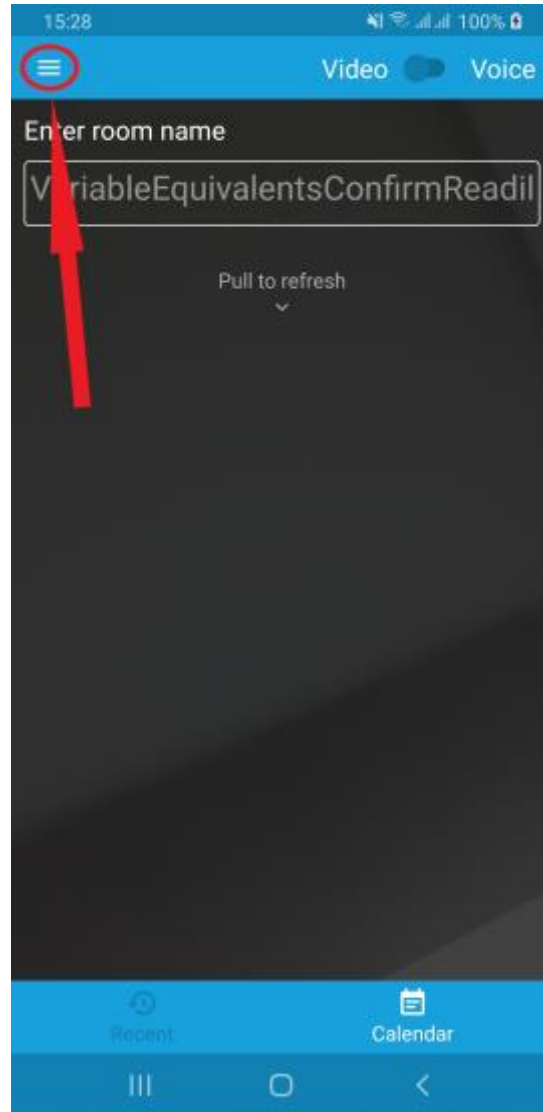 15:28 100%
Video Voice
Enter room name
VariableEquivalentsConfirmReadil
Pull to refresh
Recent Calendar